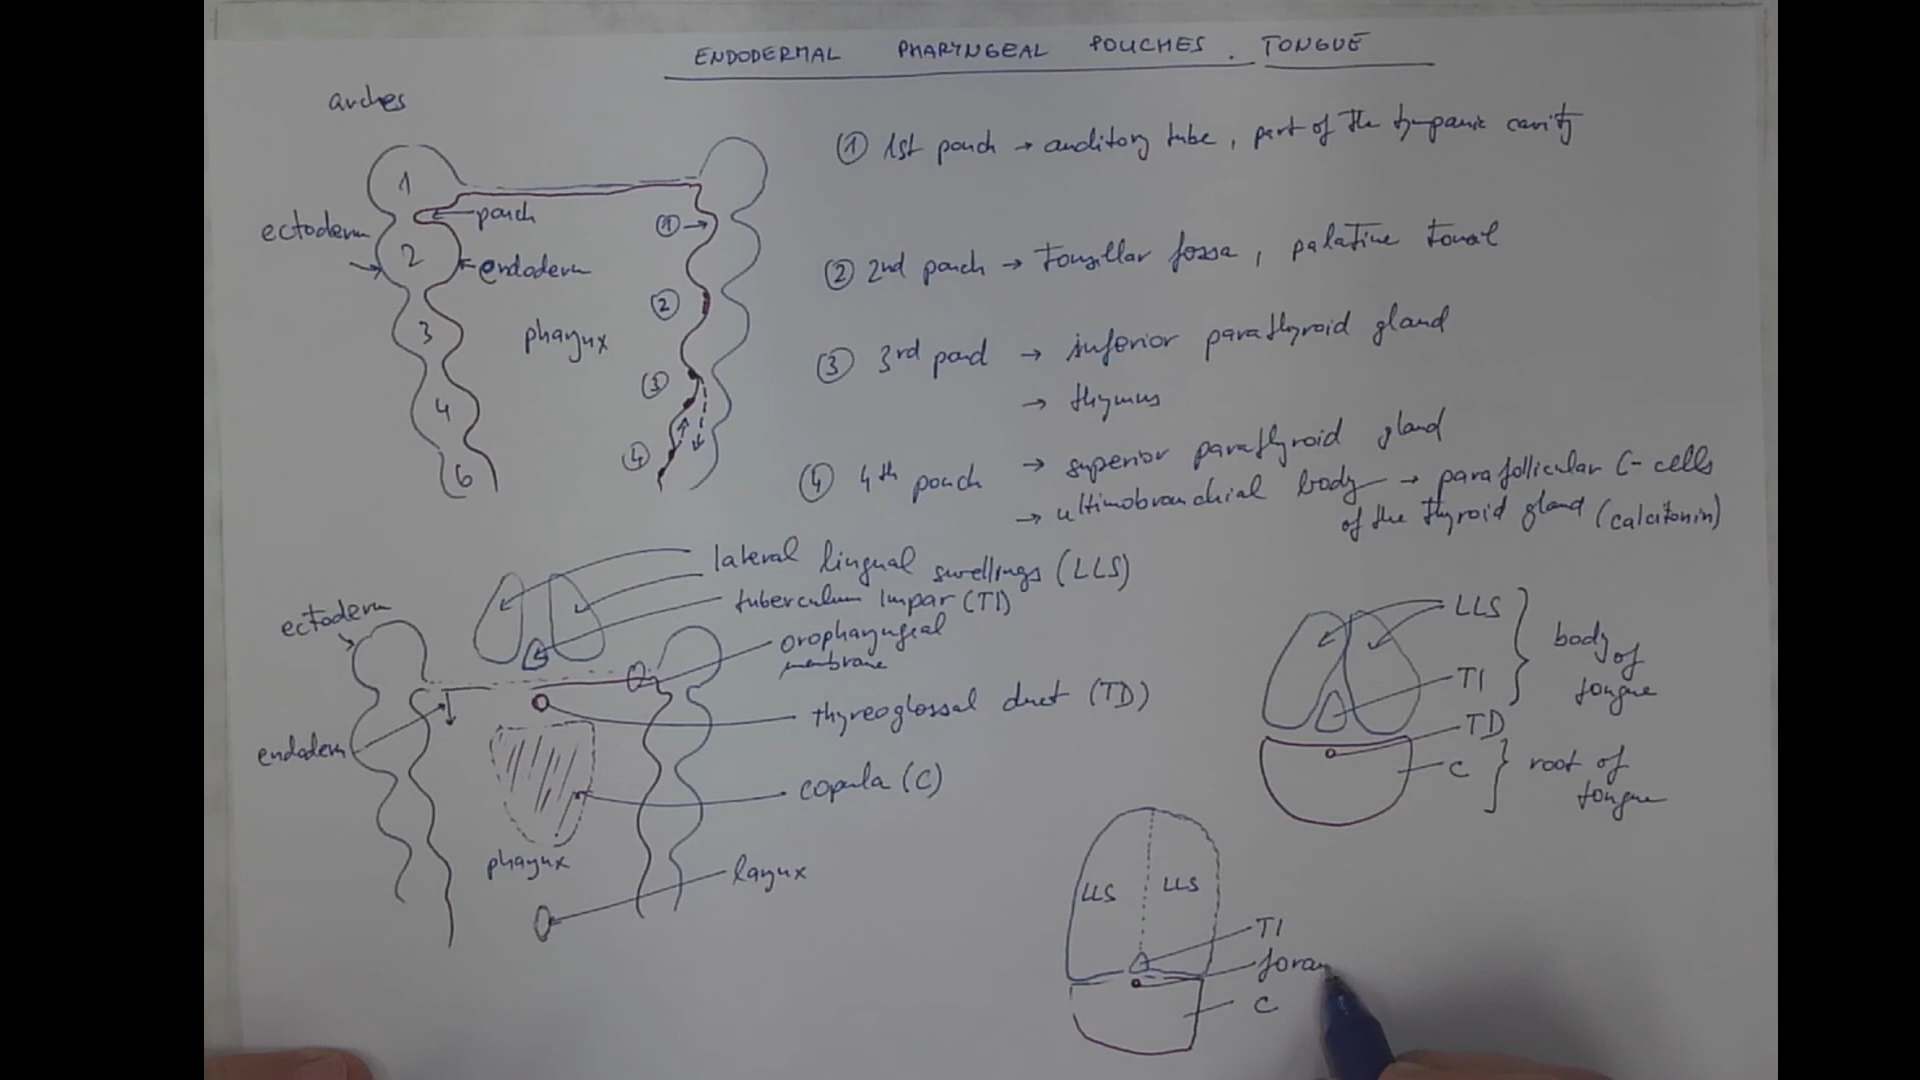 ENDODERMAL PHARYNGEAL POUCHES . TONGUE
arches
1
pouch
ectoderm
2
endoderm
3
pharynx
4
6
①
②
③
④
① 1st pouch → auditory tube, part of the tympanic cavity
② 2nd pouch → tonsillar fossa, palatine tonsil
③ 3rd pouch → inferior parathyroid gland
→ thymus
④ 4th pouch → superior parathyroid gland
→ ultimobranchial body → parafollicular C-cells
of the thyroid gland (calcitonin)
lateral lingual swellings (LLS)
tuberculum impar (TI)
oropharyngeal
membrane
ectoderm
thyreoglossal duct (TD)
endoderm
copula (C)
pharynx
larynx
LLS
TI
body
of
tongue
TD
C
root of
tongue
LLS
LLS
TI
foram
C